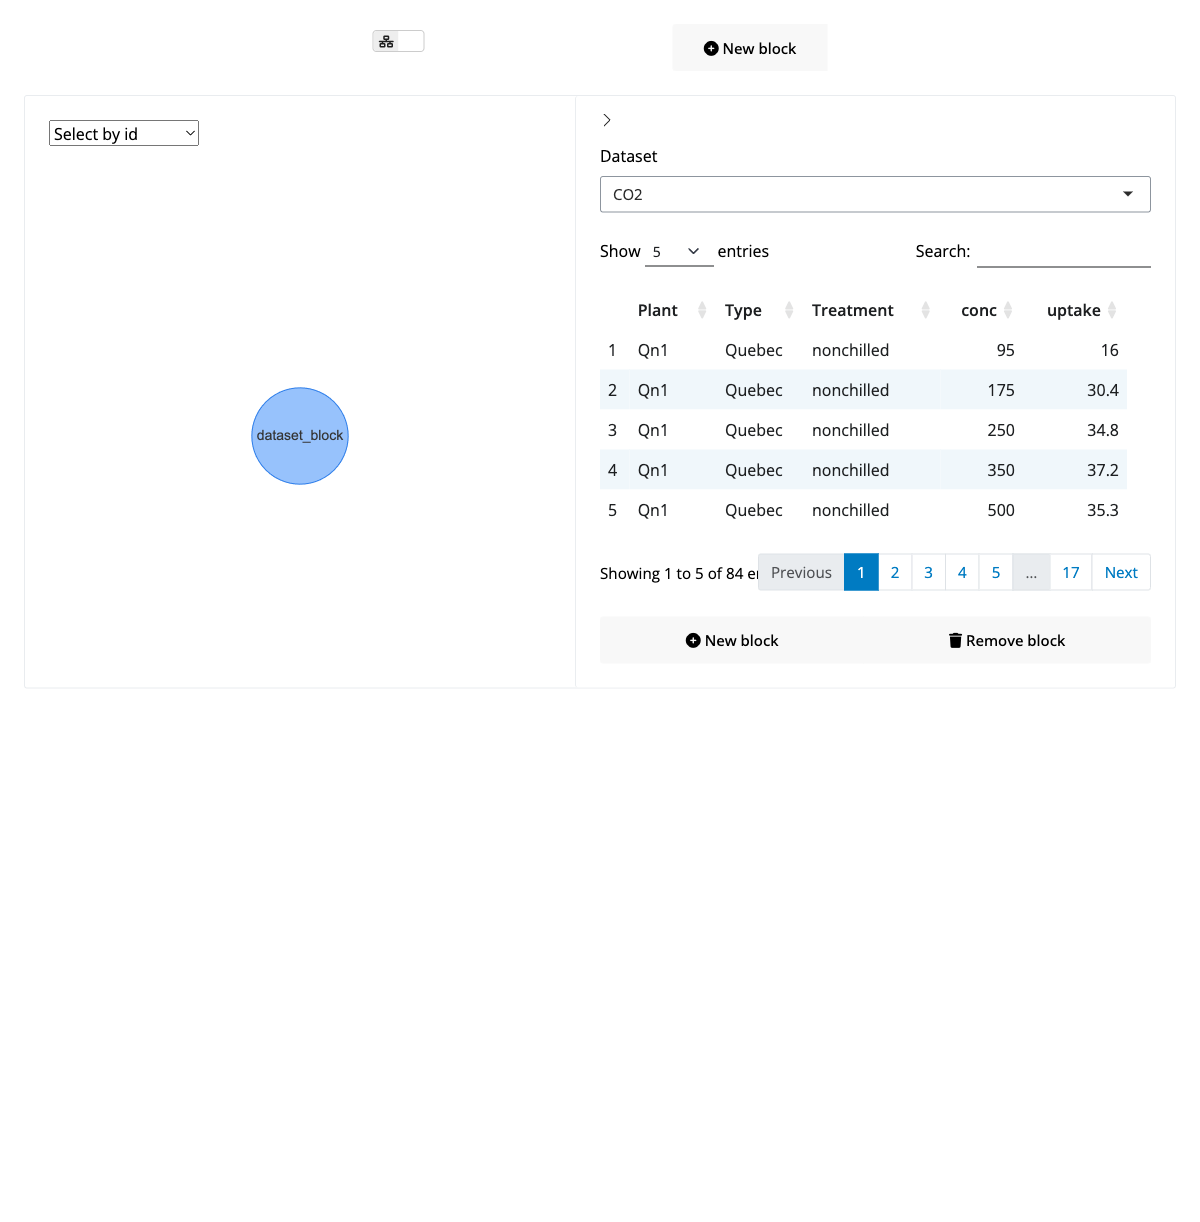 New block
Select by id
dataset_block
Dataset
CO2
Show 5 entries Search:
Plant Type Treatment conc uptake
1 Qn1 Quebec nonchilled 95 16
2 Qn1 Quebec nonchilled 175 30.4
3 Qn1 Quebec nonchilled 250 34.8
4 Qn1 Quebec nonchilled 350 37.2
5 Qn1 Quebec nonchilled 500 35.3
Showing 1 to 5 of 84 Previous 1 2 3 4 5 ... 17 Next
New block Remove block